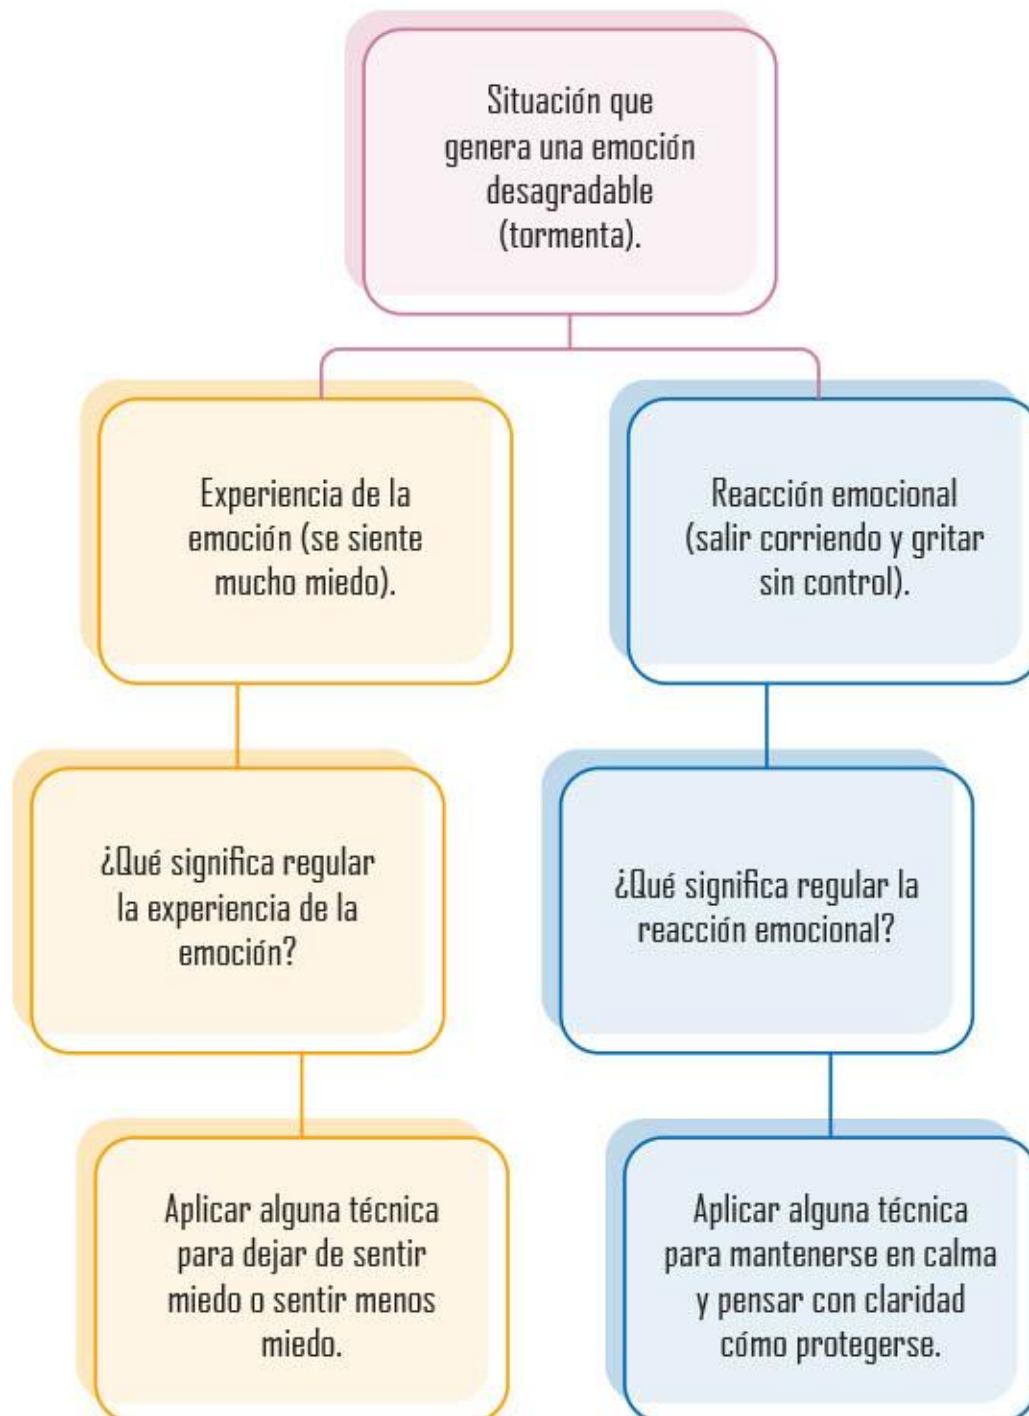 Situación que
genera una emoción
desagradable
(tormenta).
Experiencia de la
emoción (se siente
mucho miedo).
Reacción emocional
(salir corriendo y gritar
sin control).
¿Qué significa regular
la experiencia de la
emoción?
¿Qué significa regular la
reacción emocional?
Aplicar alguna técnica
para dejar de sentir
miedo o sentir menos
miedo.
Aplicar alguna técnica
para mantenerse en calma
y pensar con claridad
cómo protegerse.